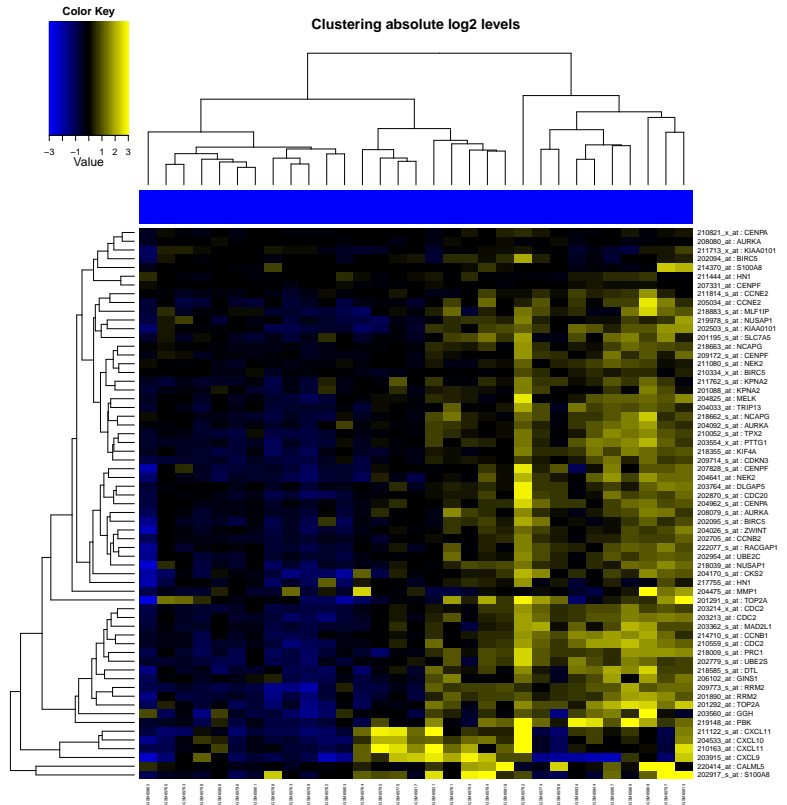 Color Key
−3 −1 1 2 3
Value
Clustering absolute log2 levels
210821_x_at : CENPA
208080_at : AURKA
211713_x_at : KIAA0101
202094_at : BIRC5
214370_at : S100A8
211444_at : HN1
207331_at : CENPF
211814_s_at : CCNE2
205034_at : CCNE2
218883_s_at : MLF1IP
219978_s_at : NUSAP1
202503_s_at : KIAA0101
201195_s_at : SLC7A5
218663_at : NCAPG
209172_s_at : CENPF
211080_s_at : NEK2
210334_x_at : BIRC5
211762_s_at : KPNA2
201088_at : KPNA2
204825_at : MELK
204033_at : TRIP13
218662_s_at : NCAPG
204092_s_at : AURKA
210052_s_at : TPX2
203554_x_at : PTTG1
218355_at : KIF4A
209714_s_at : CDKN3
207828_s_at : CENPF
204641_at : NEK2
203764_at : DLGAP5
202870_s_at : CDC20
204962_s_at : CENPA
208079_s_at : AURKA
202095_s_at : BIRC5
204026_s_at : ZWINT
202705_at : CCNB2
222077_s_at : RACGAP1
202954_at : UBE2C
218039_at : NUSAP1
204170_s_at : CKS2
217755_at : HN1
204475_at : MMP1
201291_s_at : TOP2A
203214_x_at : CDC2
203213_at : CDC2
203362_s_at : MAD2L1
214710_s_at : CCNB1
210559_s_at : CDC2
218009_s_at : PRC1
202779_s_at : UBE2S
218585_s_at : DTL
206102_at : GINS1
209773_s_at : RRM2
201890_at : RRM2
201292_at : TOP2A
203560_at : GGH
219148_at : PBK
211122_s_at : CXCL11
204533_at : CXCL10
210163_at : CXCL11
203915_at : CXCL9
220414_at : CALML5
202917_s_at : S100A8